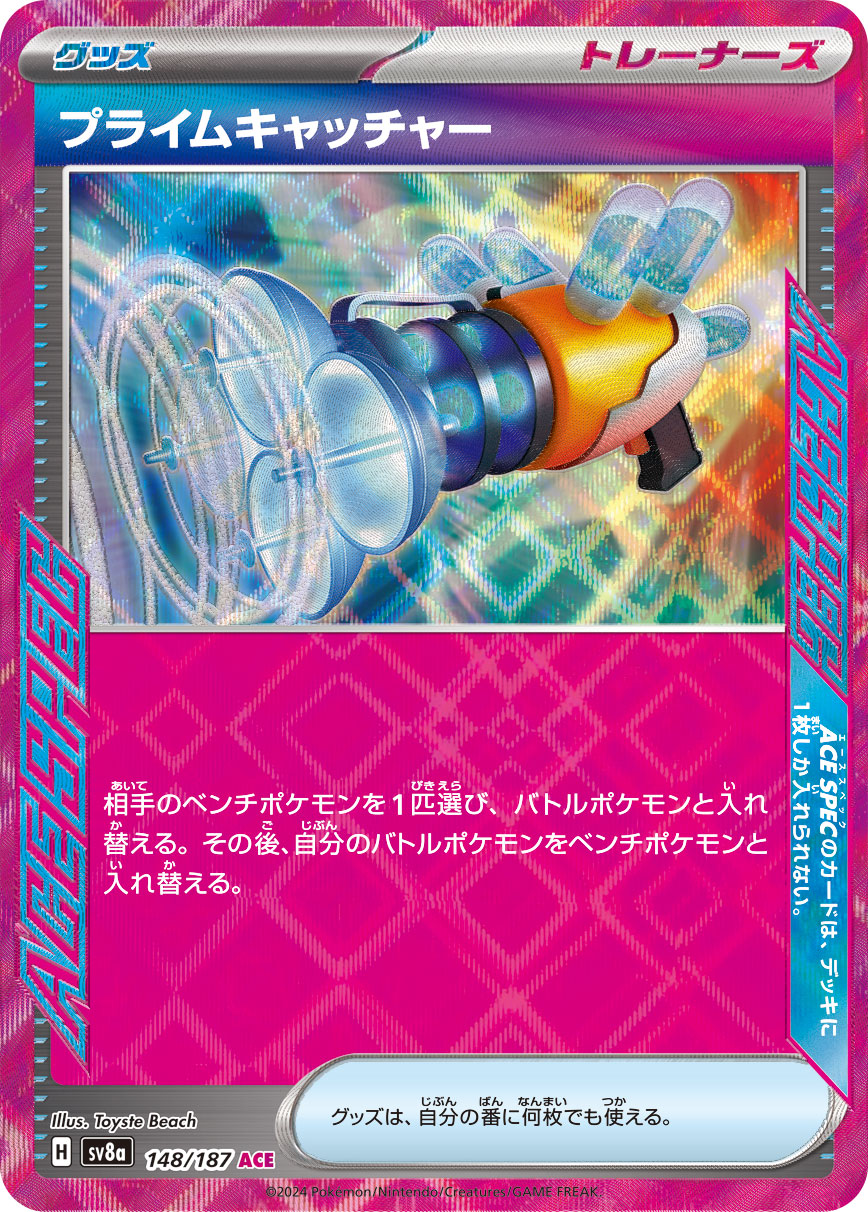 グッズ
トレーナーズ
プライムキャッチャー
ACE SPEC
ACE SPEC
相手のベンチポケモンを1匹選び、バトルポケモンと入れ
替える。その後、自分のバトルポケモンをベンチポケモンと
入れ替える。
ACE SPECのカードは、デッキに
1枚しか入れられない。
グッズは、自分の番に何枚でも使える。
Illus. Toyste Beach
H sv8a 148/187 ACE
©2024 Pokémon/Nintendo/Creatures/GAME FREAK.